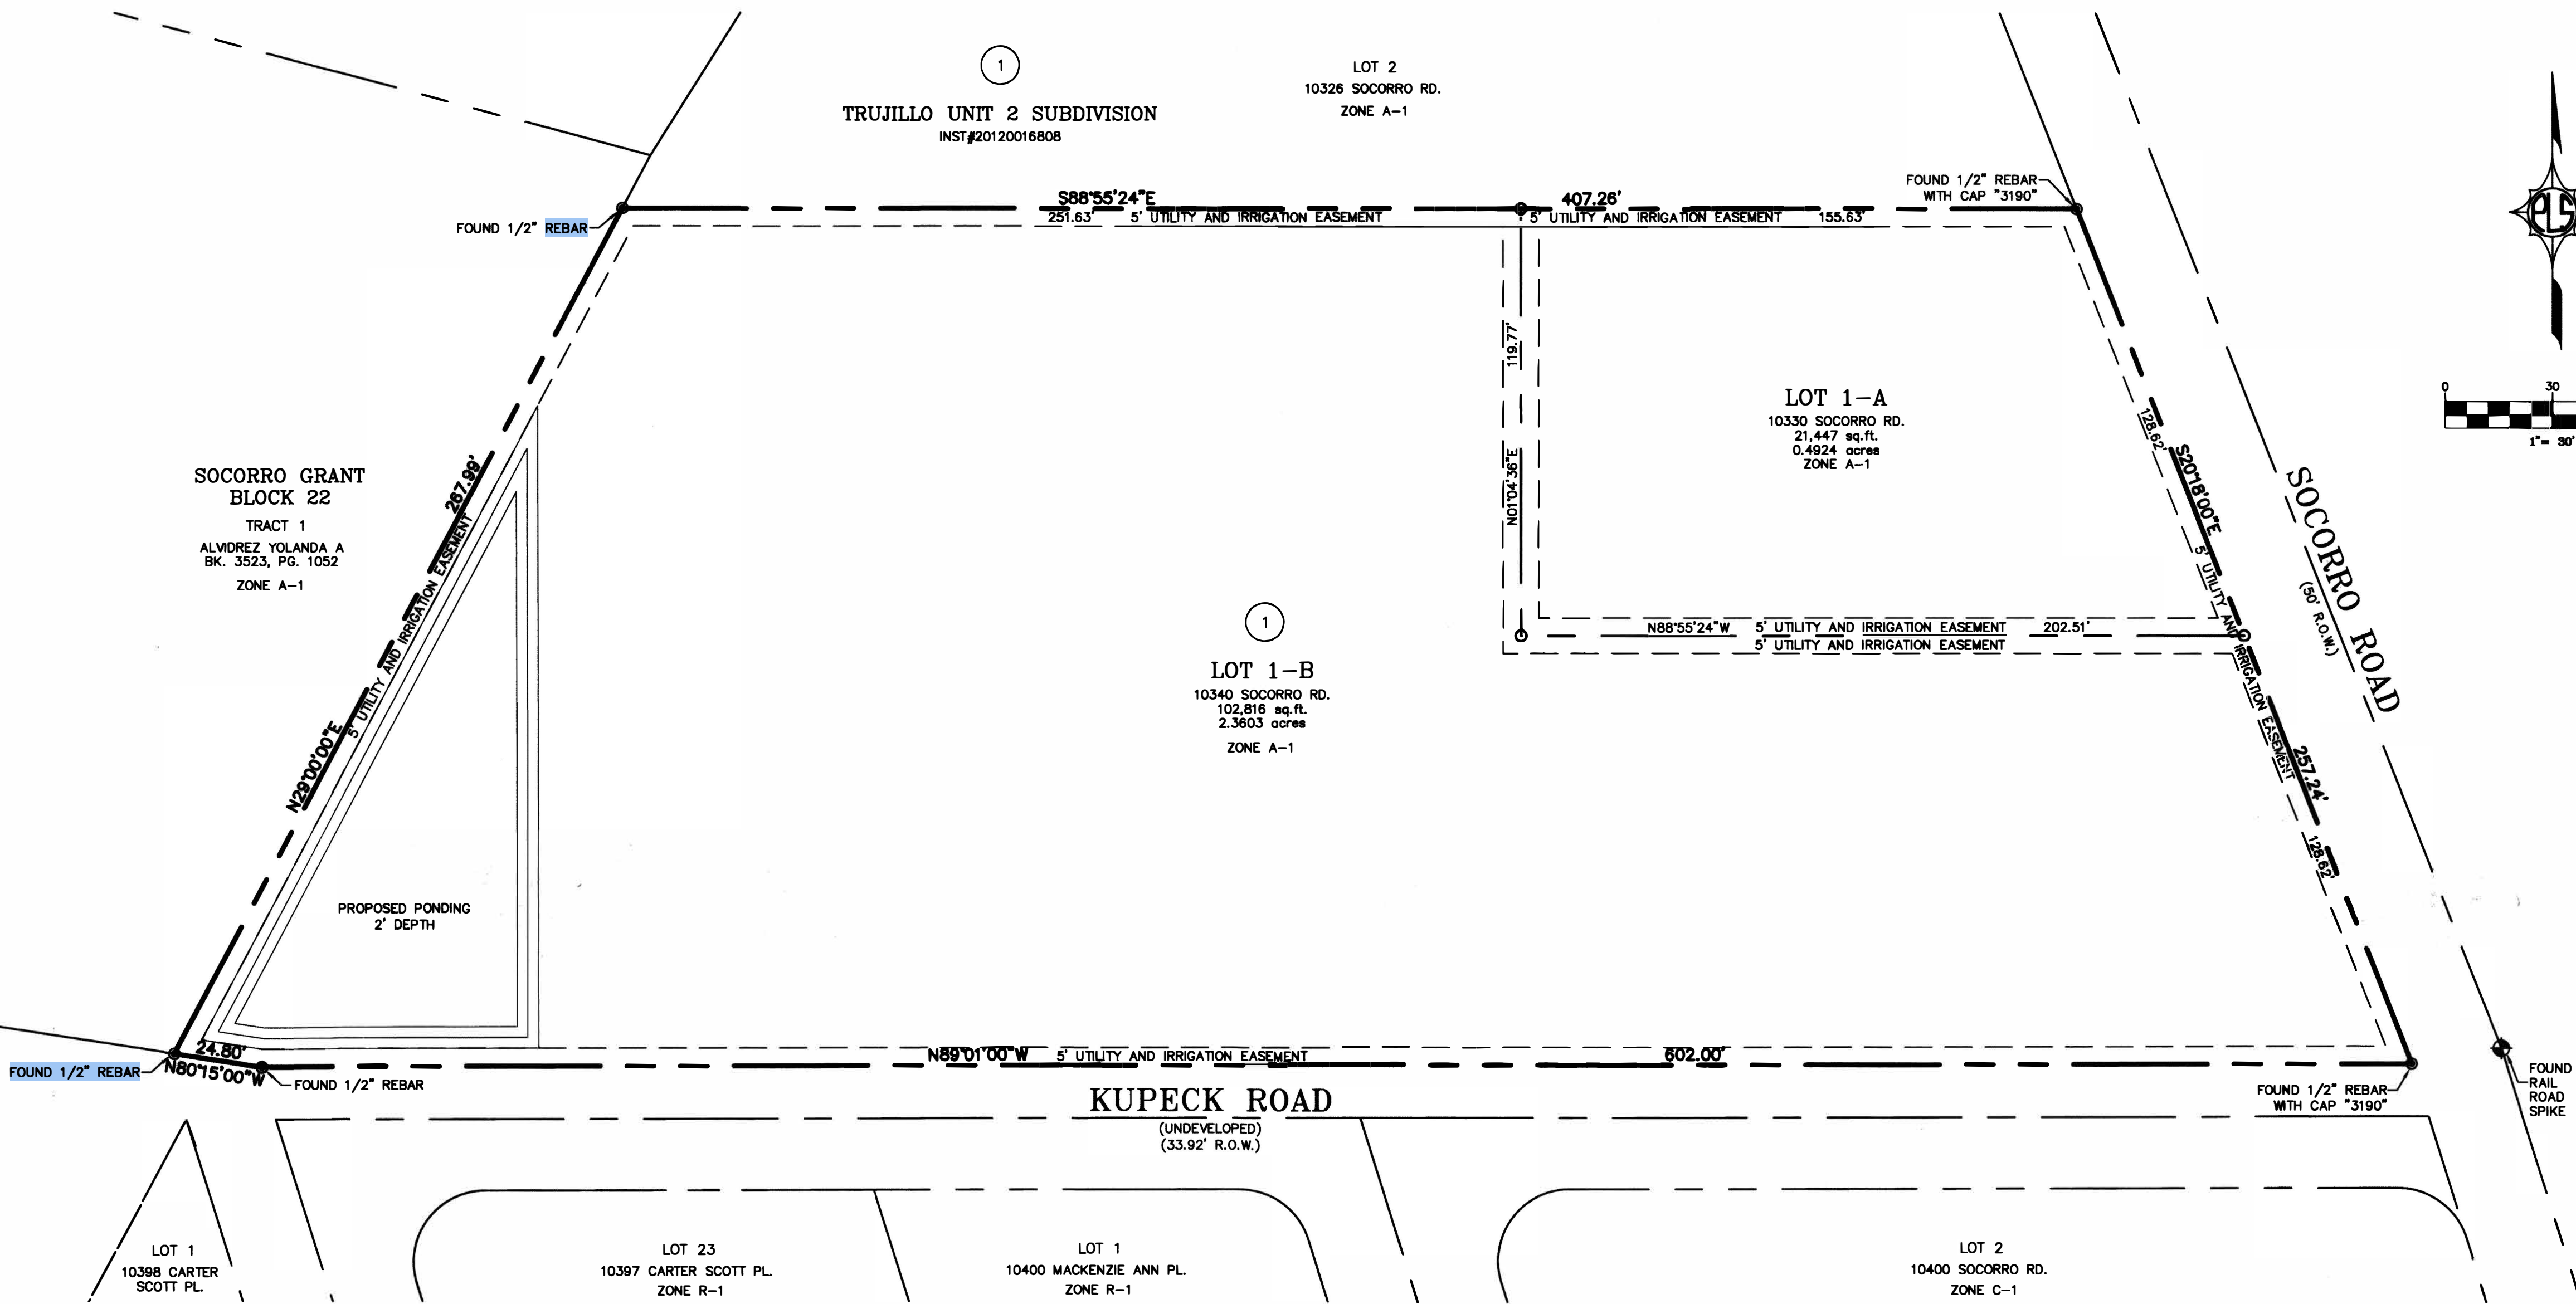 1
TRUJILLO UNIT 2 SUBDIVISION
INST#20120016808
LOT 2
10326 SOCORRO RD.
ZONE A-1
FOUND 1/2" REBAR
WITH CAP "3190"
S88°55'24"E
407.26'
251.63'
5' UTILITY AND IRRIGATION EASEMENT
5' UTILITY AND IRRIGATION EASEMENT
155.63'
FOUND 1/2" REBAR
PLS
0
30
1"= 30'
119.77'
N01°04'36"E
LOT 1-A
10330 SOCORRO RD.
21,447 sq.ft.
0.4924 acres
ZONE A-1
128.62'
S20°18'00"E
5' UTILITY AND IRRIGATION EASEMENT
257.24'
128.62'
SOCORRO ROAD
(50' R.O.W.)
SOCORRO GRANT
BLOCK 22
TRACT 1
ALVIDREZ YOLANDA A
BK. 3523, PG. 1052
ZONE A-1
267.99'
5' UTILITY AND IRRIGATION EASEMENT
N29°00'00"E
N88°55'24"W
5' UTILITY AND IRRIGATION EASEMENT
202.51'
5' UTILITY AND IRRIGATION EASEMENT
1
LOT 1-B
10340 SOCORRO RD.
102,816 sq.ft.
2.3603 acres
ZONE A-1
PROPOSED PONDING
2' DEPTH
24.80'
N80°15'00"W
FOUND 1/2" REBAR
FOUND 1/2" REBAR
N89°01'00"W
5' UTILITY AND IRRIGATION EASEMENT
602.00'
KUPECK ROAD
(UNDEVELOPED)
(33.92' R.O.W.)
FOUND 1/2" REBAR
WITH CAP "3190"
FOUND
RAIL
ROAD
SPIKE
LOT 1
10398 CARTER
SCOTT PL.
LOT 23
10397 CARTER SCOTT PL.
ZONE R-1
LOT 1
10400 MACKENZIE ANN PL.
ZONE R-1
LOT 2
10400 SOCORRO RD.
ZONE C-1